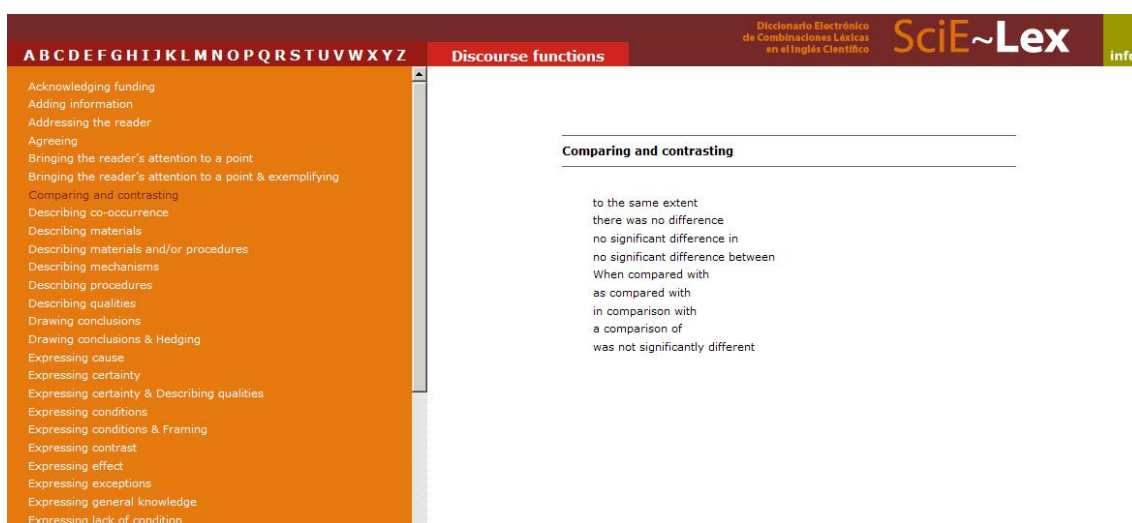 Diccionario Electrónico
de Combinaciones Léxicas
en el Inglés Científico
SciE~Lex
A B C D E F G H I J K L M N O P Q R S T U V W X Y Z
Discourse functions
info
Acknowledging funding
Adding information
Addressing the reader
Agreeing
Bringing the reader's attention to a point
Bringing the reader's attention to a point & exemplifying
Comparing and contrasting
Describing co-occurrence
Describing materials
Describing materials and/or procedures
Describing mechanisms
Describing procedures
Describing qualities
Drawing conclusions
Drawing conclusions & Hedging
Expressing cause
Expressing certainty
Expressing certainty & Describing qualities
Expressing conditions
Expressing conditions & Framing
Expressing contrast
Expressing effect
Expressing exceptions
Expressing general knowledge
Expressing lack of condition
Comparing and contrasting
to the same extent
there was no difference
no significant difference in
no significant difference between
When compared with
as compared with
in comparison with
a comparison of
was not significantly different